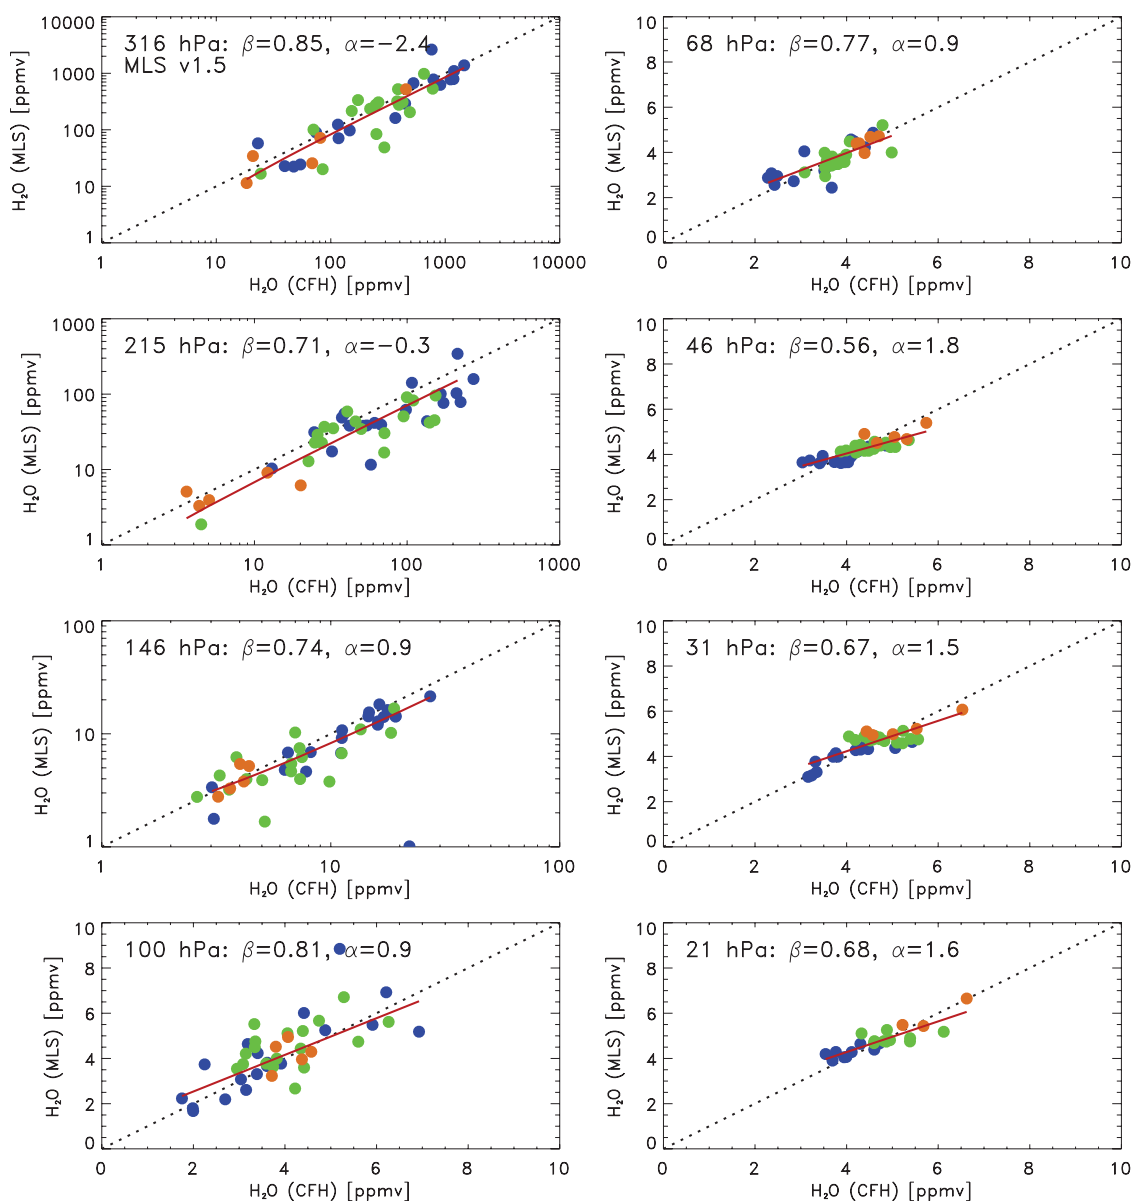 316 hPa: β=0.85, α=−2.4
MLS v1.5
10000
1000
100
10
1
H₂O (MLS) [ppmv]
1 10 100 1000 10000
H₂O (CFH) [ppmv]
68 hPa: β=0.77, α=0.9
10
8
6
4
2
0
H₂O (MLS) [ppmv]
0 2 4 6 8 10
H₂O (CFH) [ppmv]
215 hPa: β=0.71, α=−0.3
1000
100
10
1
H₂O (MLS) [ppmv]
1 10 100 1000
H₂O (CFH) [ppmv]
46 hPa: β=0.56, α=1.8
10
8
6
4
2
0
H₂O (MLS) [ppmv]
0 2 4 6 8 10
H₂O (CFH) [ppmv]
146 hPa: β=0.74, α=0.9
100
10
1
H₂O (MLS) [ppmv]
1 10 100
H₂O (CFH) [ppmv]
31 hPa: β=0.67, α=1.5
10
8
6
4
2
0
H₂O (MLS) [ppmv]
0 2 4 6 8 10
H₂O (CFH) [ppmv]
100 hPa: β=0.81, α=0.9
10
8
6
4
2
0
H₂O (MLS) [ppmv]
0 2 4 6 8 10
H₂O (CFH) [ppmv]
21 hPa: β=0.68, α=1.6
10
8
6
4
2
0
H₂O (MLS) [ppmv]
0 2 4 6 8 10
H₂O (CFH) [ppmv]